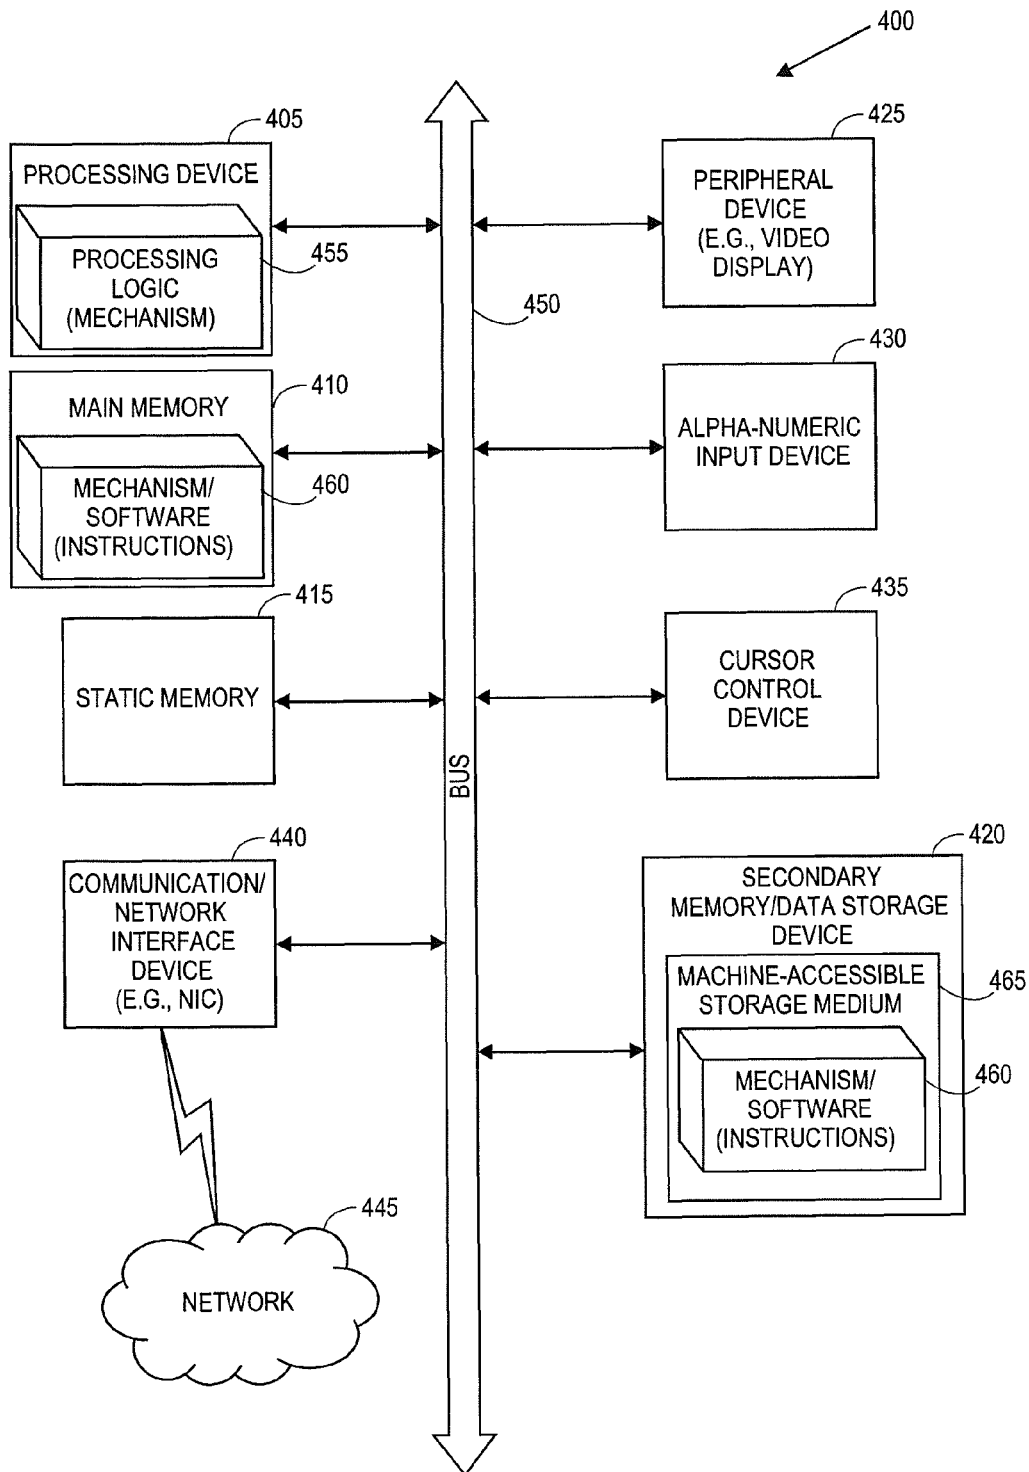 400
405
PROCESSING DEVICE
PROCESSING
LOGIC
(MECHANISM)
455
425
PERIPHERAL
DEVICE
(E.G., VIDEO
DISPLAY)
450
410
MAIN MEMORY
MECHANISM/
SOFTWARE
(INSTRUCTIONS)
460
430
ALPHA-NUMERIC
INPUT DEVICE
415
STATIC MEMORY
435
CURSOR
CONTROL
DEVICE
BUS
440
COMMUNICATION/
NETWORK
INTERFACE
DEVICE
(E.G., NIC)
420
SECONDARY
MEMORY/DATA STORAGE
DEVICE
MACHINE-ACCESSIBLE
STORAGE MEDIUM
465
MECHANISM/
SOFTWARE
(INSTRUCTIONS)
460
445
NETWORK